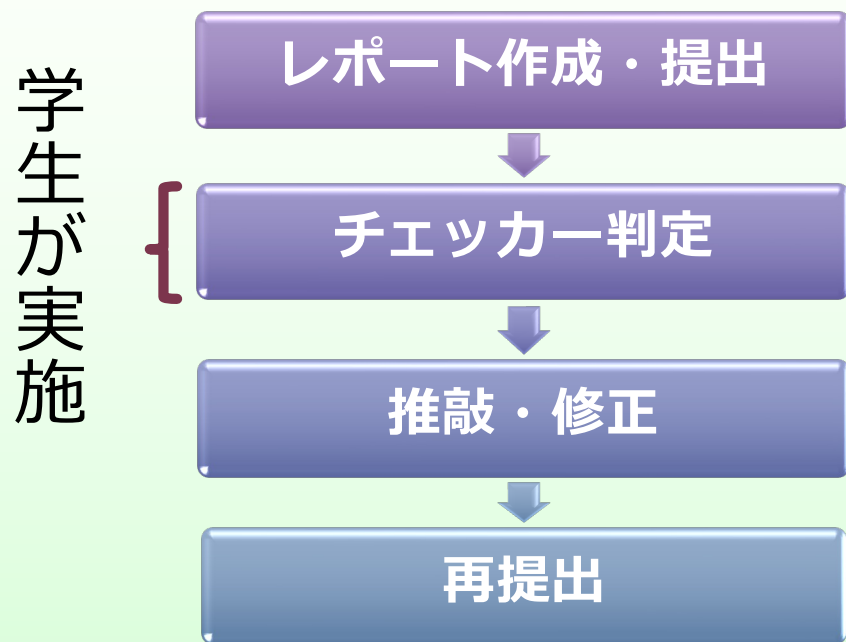 学生が実施
レポート作成・提出
チェッカー判定
推敲・修正
再提出